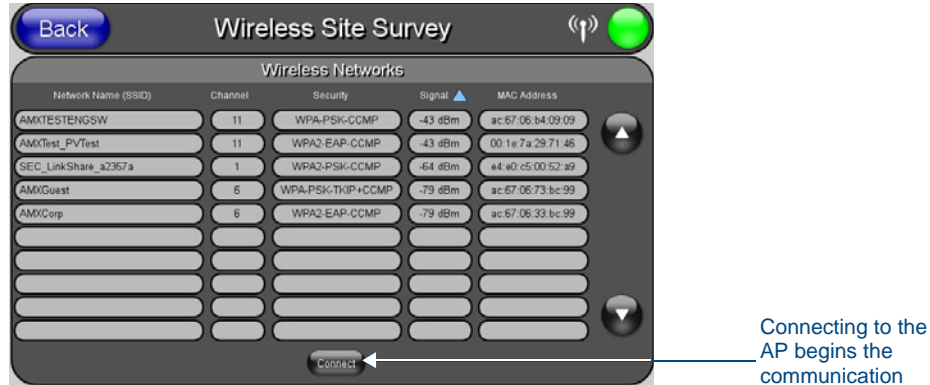 Back Wireless Site Survey
Wireless Networks
Network Name (SSID) Channel Security Signal MAC Address
AMXTESTENGSW 11 WPA-PSK-CCMP -43 dBm ac:67:06:b4:09:09
AMXTest_PVTest 11 WPA2-EAP-CCMP -43 dBm 00:1e:7a:29:71:46
SEC_LinkShare_a2357a 1 WPA2-PSK-CCMP -64 dBm e4:e0:c5:00:52:a9
AMXGuest 6 WPA-PSK-TKIP+CCMP -79 dBm ac:67:06:73:bc:99
AMXCorp 6 WPA2-EAP-CCMP -79 dBm ac:67:06:33:bc:99
Connect
Connecting to the
AP begins the
communication